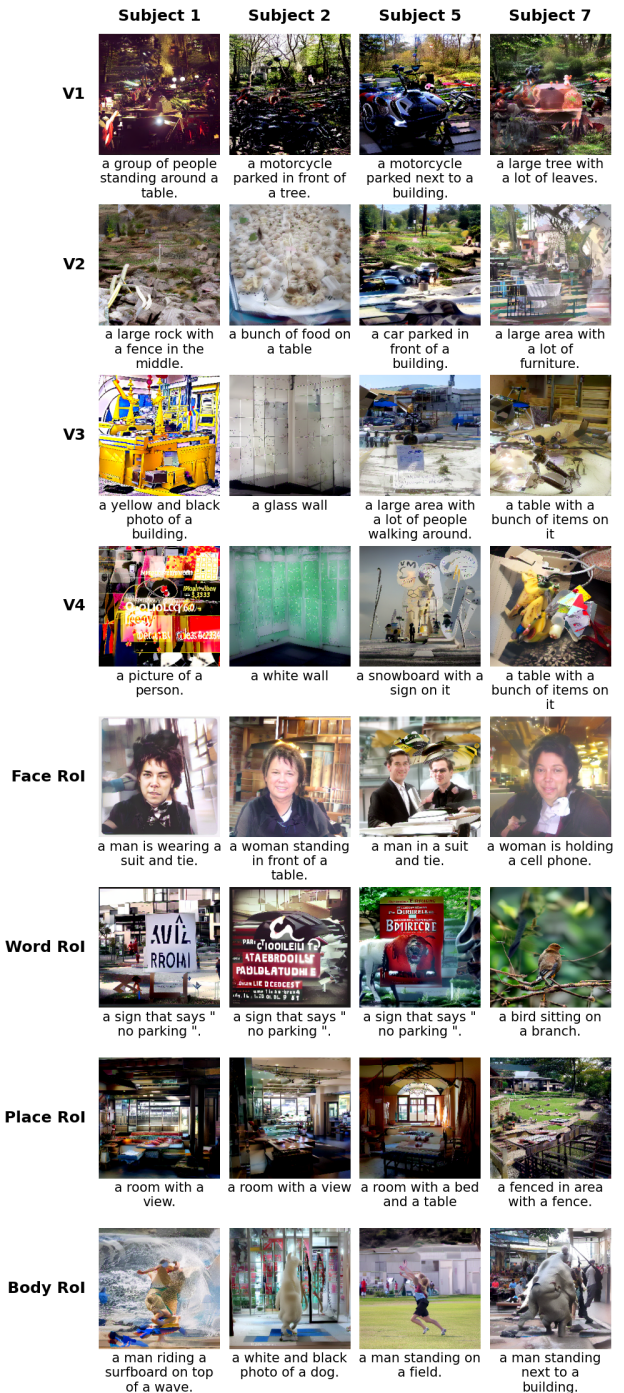 Subject 1 Subject 2 Subject 5 Subject 7
V1
a group of people standing around a table.
a motorcycle parked in front of a tree.
a motorcycle parked next to a building.
a large tree with a lot of leaves.
V2
a large rock with a fence in the middle.
a bunch of food on a table
a car parked in front of a building.
a large area with a lot of furniture.
V3
a yellow and black photo of a building.
a glass wall
a large area with a lot of people walking around.
a table with a bunch of items on it
V4
a picture of a person.
a white wall
a snowboard with a sign on it
a table with a bunch of items on it
Face RoI
a man is wearing a suit and tie.
a woman standing in front of a table.
a man in a suit and tie.
a woman is holding a cell phone.
Word RoI
a sign that says " no parking ".
a sign that says " no parking ".
a sign that says " no parking ".
a bird sitting on a branch.
Place RoI
a room with a view.
a room with a view
a room with a bed and a table
a fenced in area with a fence.
Body RoI
a man riding a surfboard on top of a wave.
a white and black photo of a dog.
a man standing on a field.
a man standing next to a building.